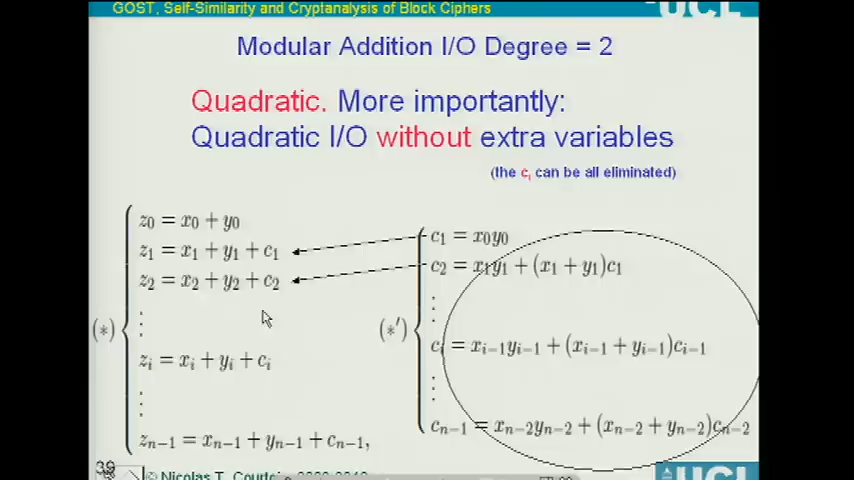 GOST, Self-Similarity and Cryptanalysis of Block Ciphers
UCL
Modular Addition I/O Degree = 2
Quadratic. More importantly:
Quadratic I/O without extra variables
(the cᵢ can be all eliminated)
(*)
z₀ = x₀ + y₀
z₁ = x₁ + y₁ + c₁
z₂ = x₂ + y₂ + c₂
⋮
zᵢ = xᵢ + yᵢ + cᵢ
⋮
zₙ₋₁ = xₙ₋₁ + yₙ₋₁ + cₙ₋₁,
(*′)
c₁ = x₀y₀
c₂ = x₁y₁ + (x₁ + y₁)c₁
⋮
cᵢ = xᵢ₋₁yᵢ₋₁ + (xᵢ₋₁ + yᵢ₋₁)cᵢ₋₁
⋮
cₙ₋₁ = xₙ₋₂yₙ₋₂ + (xₙ₋₂ + yₙ₋₂)cₙ₋₂
39
© Nicolas T.
UCL